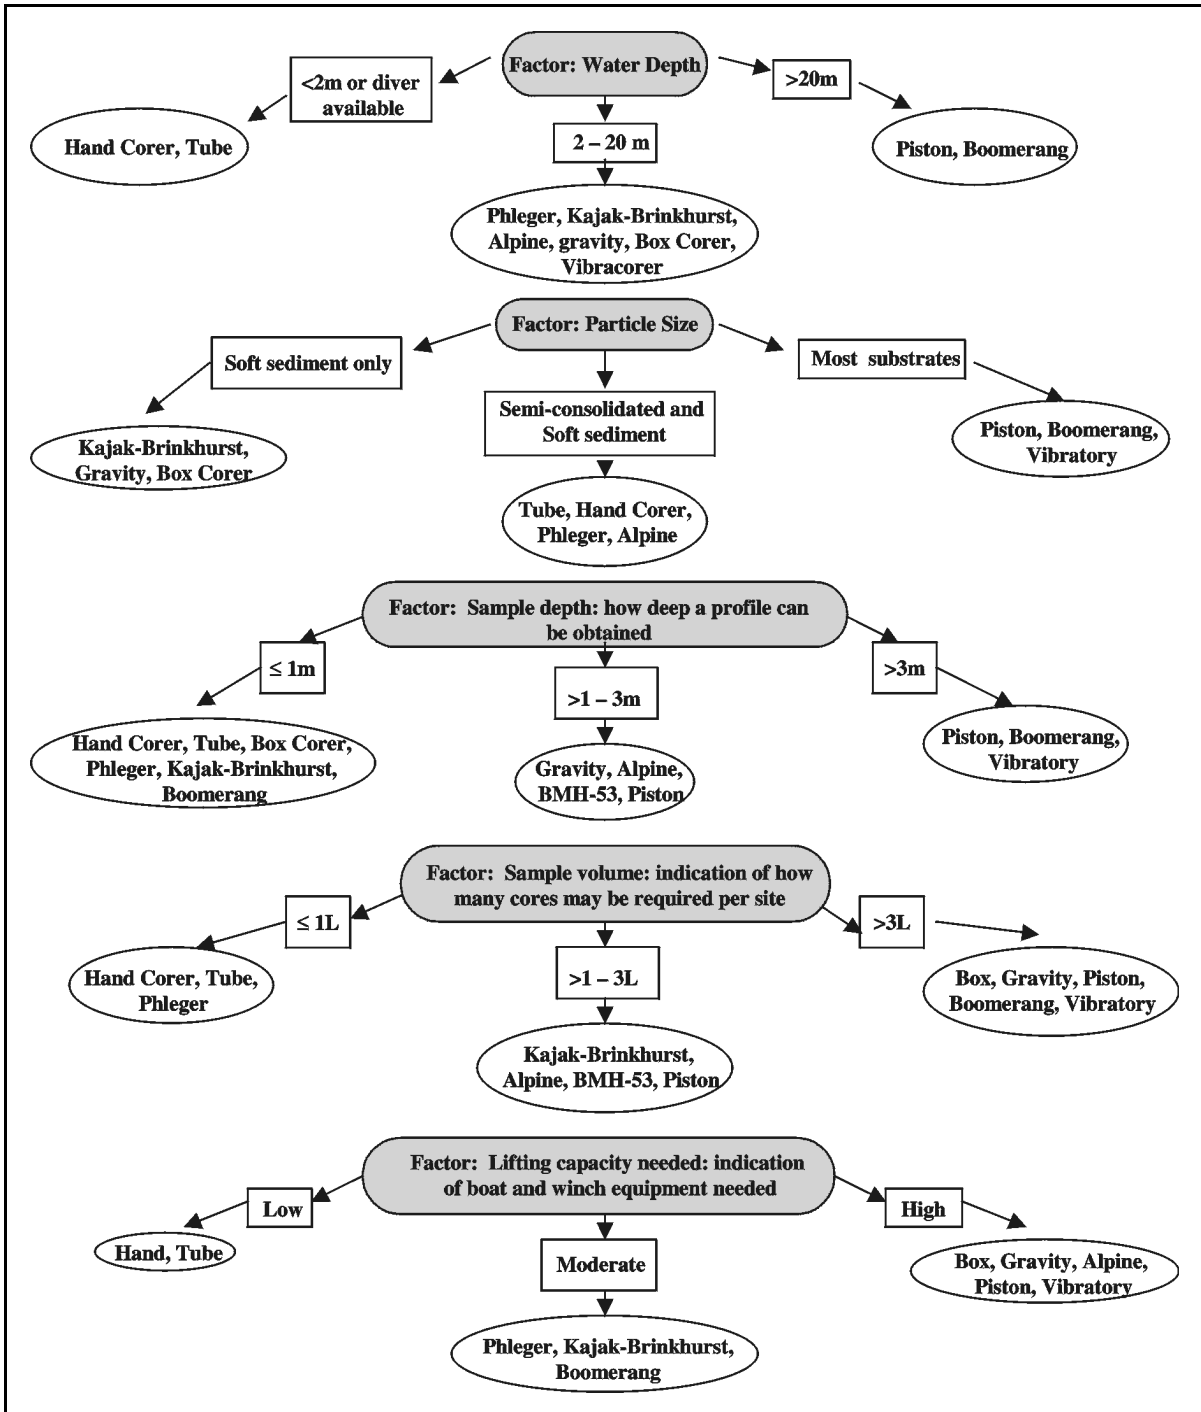 Factor: Water Depth
<2m or diver
available
>20m
Hand Corer, Tube
2 – 20 m
Piston, Boomerang
Phleger, Kajak-Brinkhurst,
Alpine, gravity, Box Corer,
Vibracorer
Factor: Particle Size
Soft sediment only
Most substrates
Semi-consolidated and
Soft sediment
Kajak-Brinkhurst,
Gravity, Box Corer
Piston, Boomerang,
Vibratory
Tube, Hand Corer,
Phleger, Alpine
Factor: Sample depth: how deep a profile can
be obtained
≤ 1m
>1 – 3m
>3m
Hand Corer, Tube, Box Corer,
Phleger, Kajak-Brinkhurst,
Boomerang
Gravity, Alpine,
BMH-53, Piston
Piston, Boomerang,
Vibratory
Factor: Sample volume: indication of how
many cores may be required per site
≤ 1L
>1 – 3L
>3L
Hand Corer, Tube,
Phleger
Box, Gravity, Piston,
Boomerang, Vibratory
Kajak-Brinkhurst,
Alpine, BMH-53, Piston
Factor: Lifting capacity needed: indication
of boat and winch equipment needed
Low
High
Hand, Tube
Moderate
Box, Gravity, Alpine,
Piston, Vibratory
Phleger, Kajak-Brinkhurst,
Boomerang